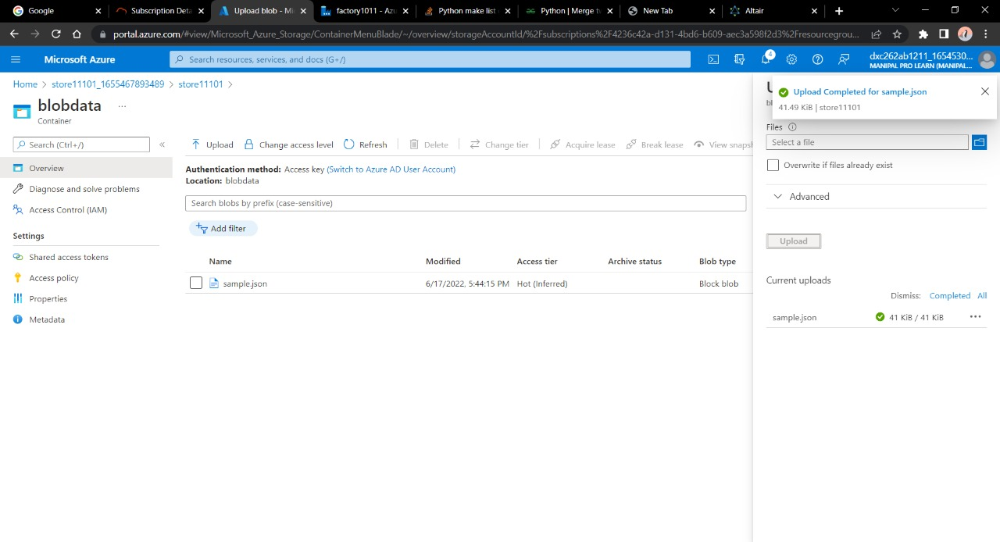 Google
Subscription Deta
Upload blob - Mi
factory1011 - Azu
Python make list
Python | Merge tw
New Tab
Altair
portal.azure.com/#view/Microsoft_Azure_Storage/ContainerMenuBlade/~/overview/storageAccountId/%2Fsubscriptions%2F4236c42a-d131-4bd6-b609-aec3a598f2d3%2Fresourcegrou...
Microsoft Azure
Search resources, services, and docs (G+/)
4
dxc262ab1211_1654530...
MANIPAL PRO LEARN (MANIPAL...
Home > store11101_1655467893489 > store11101 >
blobdata ...
Container
Upload Completed for sample.json
41.49 KiB | store11101
Search (Ctrl+/) «
Overview
Diagnose and solve problems
Access Control (IAM)
Settings
Shared access tokens
Access policy
Properties
Metadata
Upload Change access level Refresh Delete Change tier Acquire lease Break lease View snapsh
Authentication method: Access key (Switch to Azure AD User Account)
Location: blobdata
Search blobs by prefix (case-sensitive)
Add filter
Name Modified Access tier Archive status Blob type
sample.json 6/17/2022, 5:44:15 PM Hot (Inferred) Block blob
Files
Select a file
Overwrite if files already exist
Advanced
Upload
Current uploads
Dismiss: Completed All
sample.json 41 KiB / 41 KiB ...